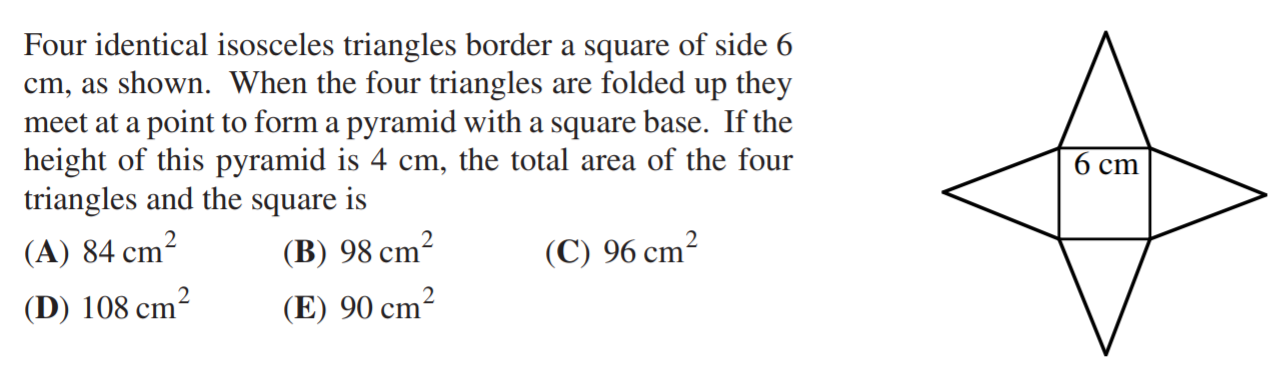 Four identical isosceles triangles border a square of side 6
cm, as shown. When the four triangles are folded up they
meet at a point to form a pyramid with a square base. If the
height of this pyramid is 4 cm, the total area of the four
triangles and the square is
(A) 84 cm² (B) 98 cm² (C) 96 cm²
(D) 108 cm² (E) 90 cm²
6 cm